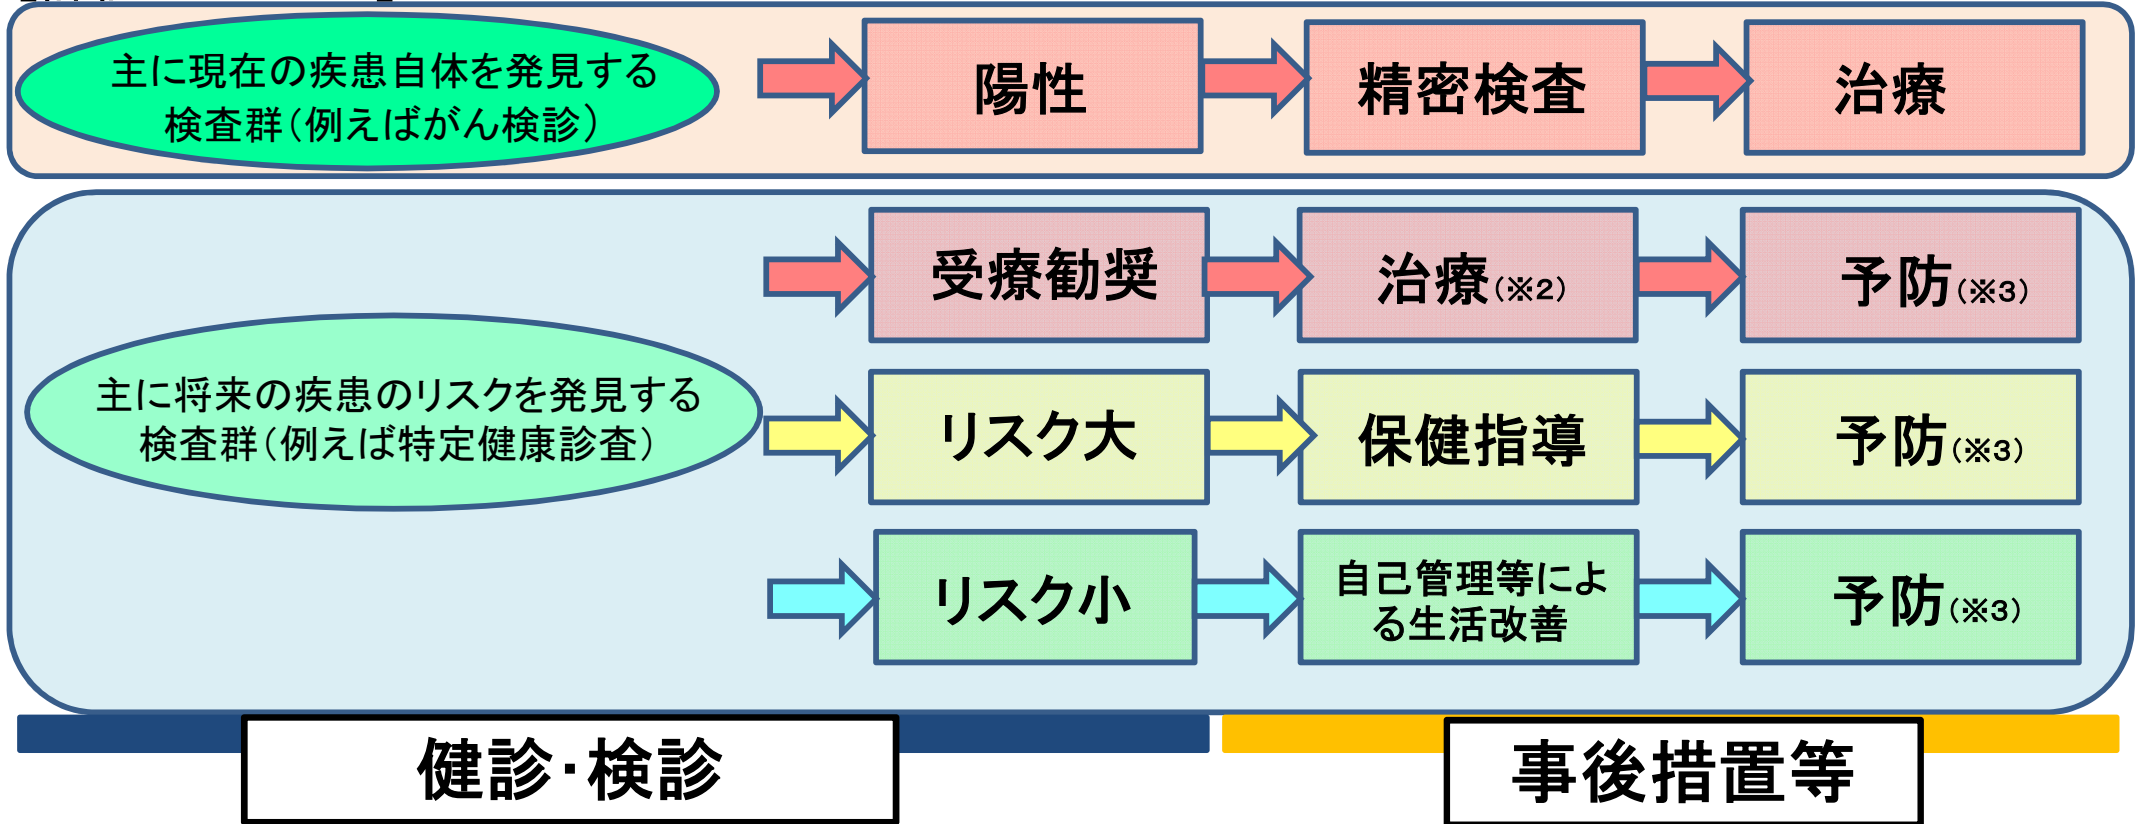 主に現在の疾患自体を発見する
検査群（例えばがん検診）
陽性
精密検査
治療
受療勧奨
治療(※2)
予防(※3)
主に将来の疾患のリスクを発見する
検査群（例えば特定健康診査）
リスク大
保健指導
予防(※3)
リスク小
自己管理等によ
る生活改善
予防(※3)
健診・検診
事後措置等